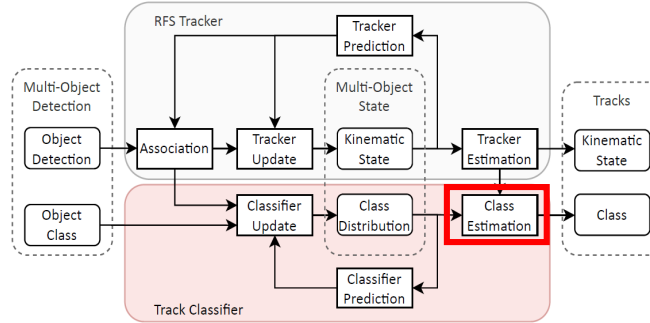 RFS Tracker
Tracker
Prediction
Multi-Object
Detection
Multi-Object
State
Tracks
Object
Detection
Association
Tracker
Update
Kinematic
State
Tracker
Estimation
Kinematic
State
Object
Class
Classifier
Update
Class
Distribution
Class
Estimation
Class
Classifier
Prediction
Track Classifier